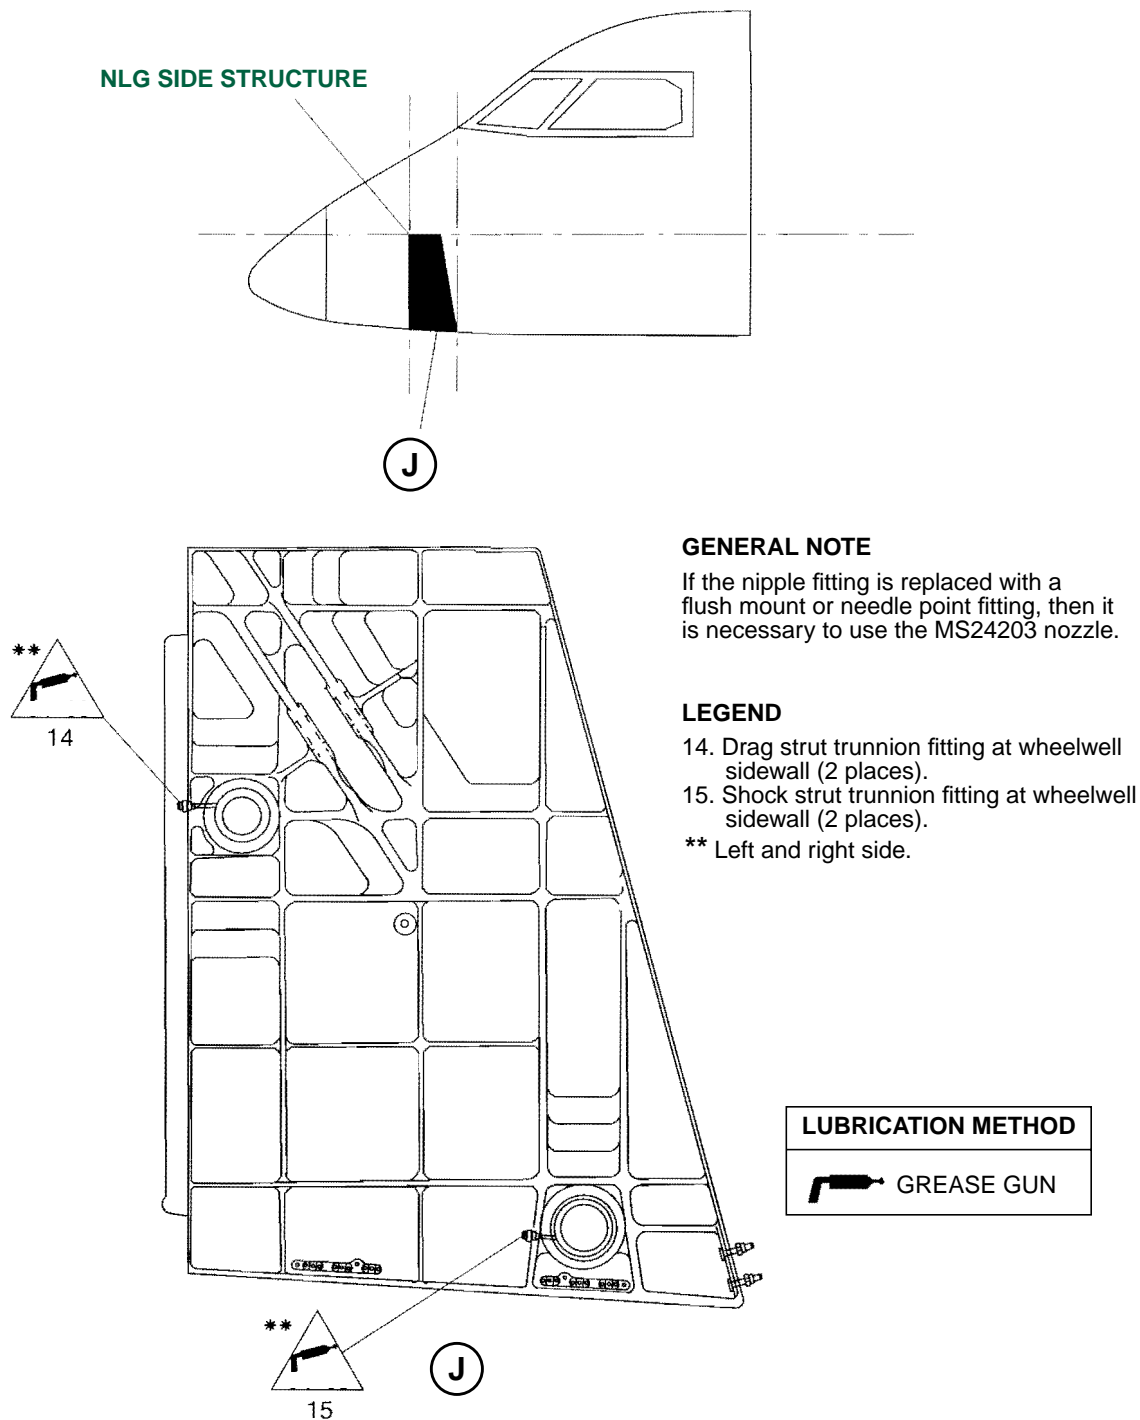 NLG SIDE STRUCTURE
J
GENERAL NOTE
If the nipple fitting is replaced with a
flush mount or needle point fitting, then it
is necessary to use the MS24203 nozzle.
**
14
LEGEND
14. Drag strut trunnion fitting at wheelwell
sidewall (2 places).
15. Shock strut trunnion fitting at wheelwell
sidewall (2 places).
** Left and right side.
LUBRICATION METHOD
GREASE GUN
**
15
J